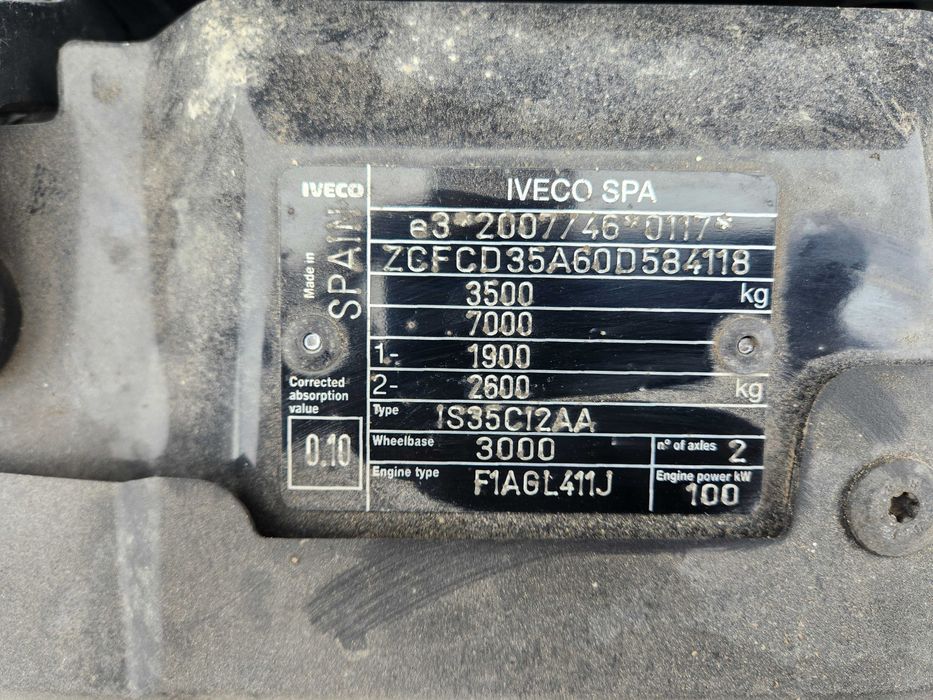 IVECO
IVECO SPA
Made in
SPAIN
e3*2007/46*0117*
ZCFCD35A60D584118
3500 kg
7000
1- 1900
2- 2600 kg
Corrected
absorption
value
0.10
Type IS35CI2AA
Wheelbase 3000 n° of axles 2
Engine type F1AGL411J Engine power kW
100